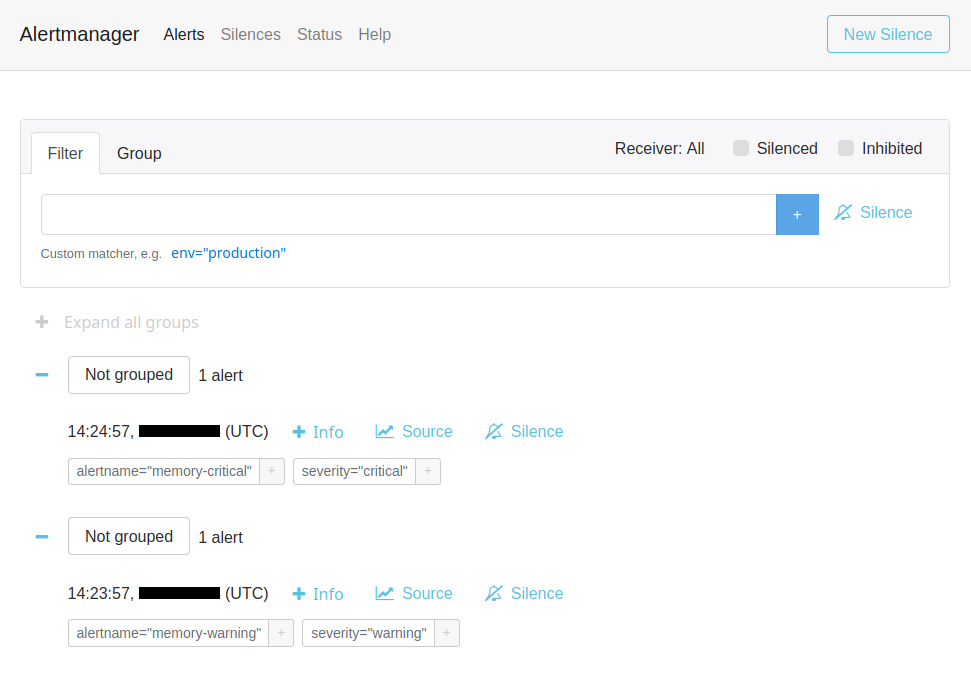 Alertmanager Alerts Silences Status Help New Silence
Filter Group Receiver: All Silenced Inhibited
+ Silence
Custom matcher, e.g. env="production"
+ Expand all groups
Not grouped 1 alert
14:24:57, (UTC) + Info Source Silence
alertname="memory-critical" + severity="critical" +
Not grouped 1 alert
14:23:57, (UTC) + Info Source Silence
alertname="memory-warning" + severity="warning" +